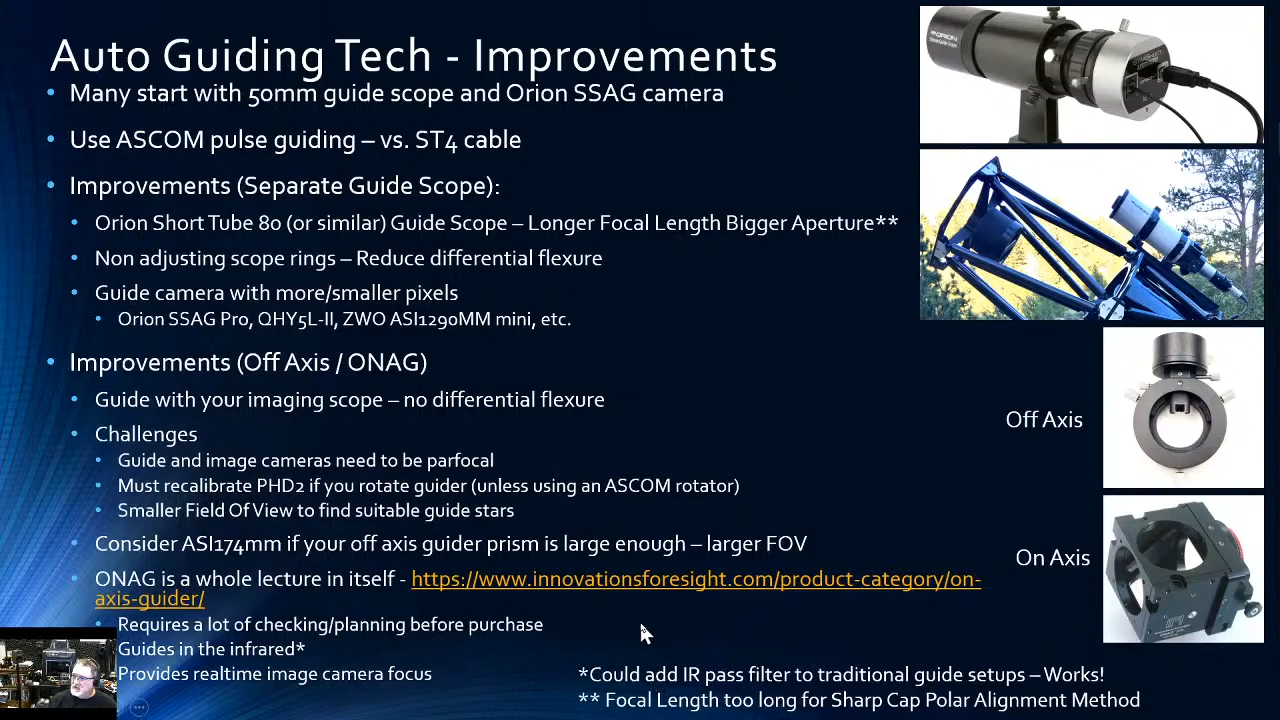 Auto Guiding Tech - Improvements
• Many start with 50mm guide scope and Orion SSAG camera
• Use ASCOM pulse guiding – vs. ST4 cable
• Improvements (Separate Guide Scope):
• Orion Short Tube 80 (or similar) Guide Scope – Longer Focal Length Bigger Aperture**
• Non adjusting scope rings – Reduce differential flexure
• Guide camera with more/smaller pixels
• Orion SSAG Pro, QHY5L-II, ZWO ASI1290MM mini, etc.
• Improvements (Off Axis / ONAG)
• Guide with your imaging scope – no differential flexure
• Challenges
• Guide and image cameras need to be parfocal
• Must recalibrate PHD2 if you rotate guider (unless using an ASCOM rotator)
• Smaller Field Of View to find suitable guide stars
• Consider ASI174mm if your off axis guider prism is large enough – larger FOV
• ONAG is a whole lecture in itself - https://www.innovationsforesight.com/product-category/on-
axis-guider/
• Requires a lot of checking/planning before purchase
Guides in the infrared*
Provides realtime image camera focus
ORION
Off Axis
On Axis
*Could add IR pass filter to traditional guide setups – Works!
** Focal Length too long for Sharp Cap Polar Alignment Method